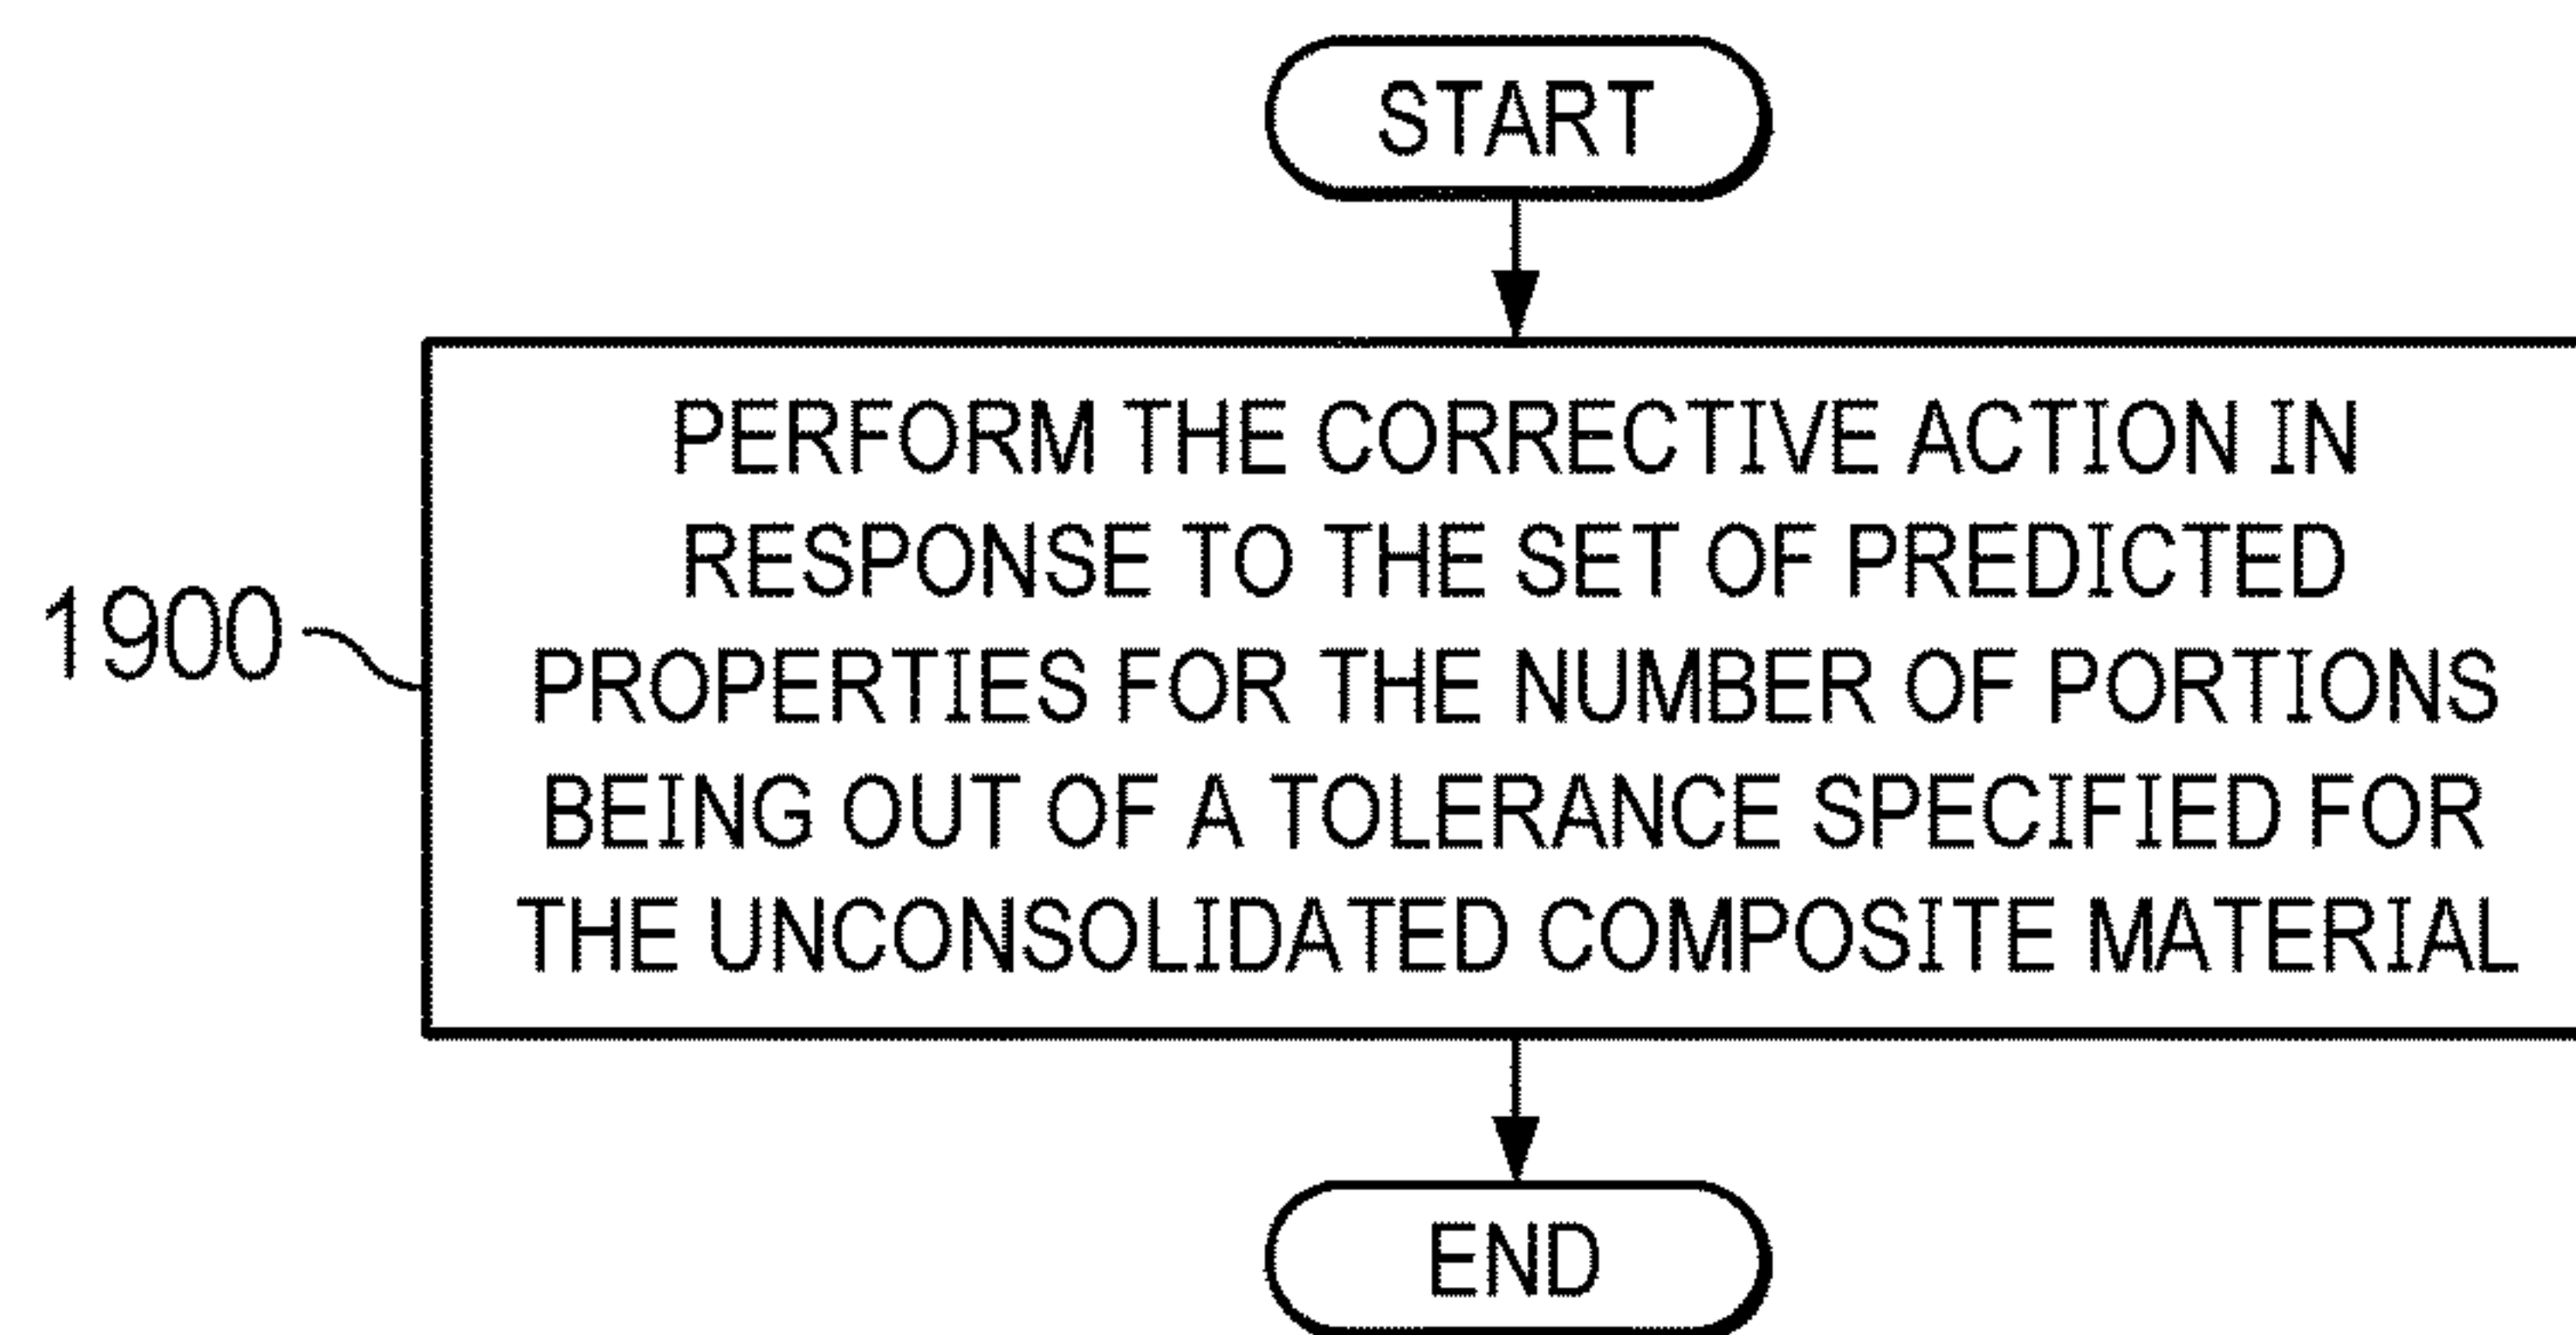 START
PERFORM THE CORRECTIVE ACTION IN
RESPONSE TO THE SET OF PREDICTED
PROPERTIES FOR THE NUMBER OF PORTIONS
BEING OUT OF A TOLERANCE SPECIFIED FOR
THE UNCONSOLIDATED COMPOSITE MATERIAL
1900
END